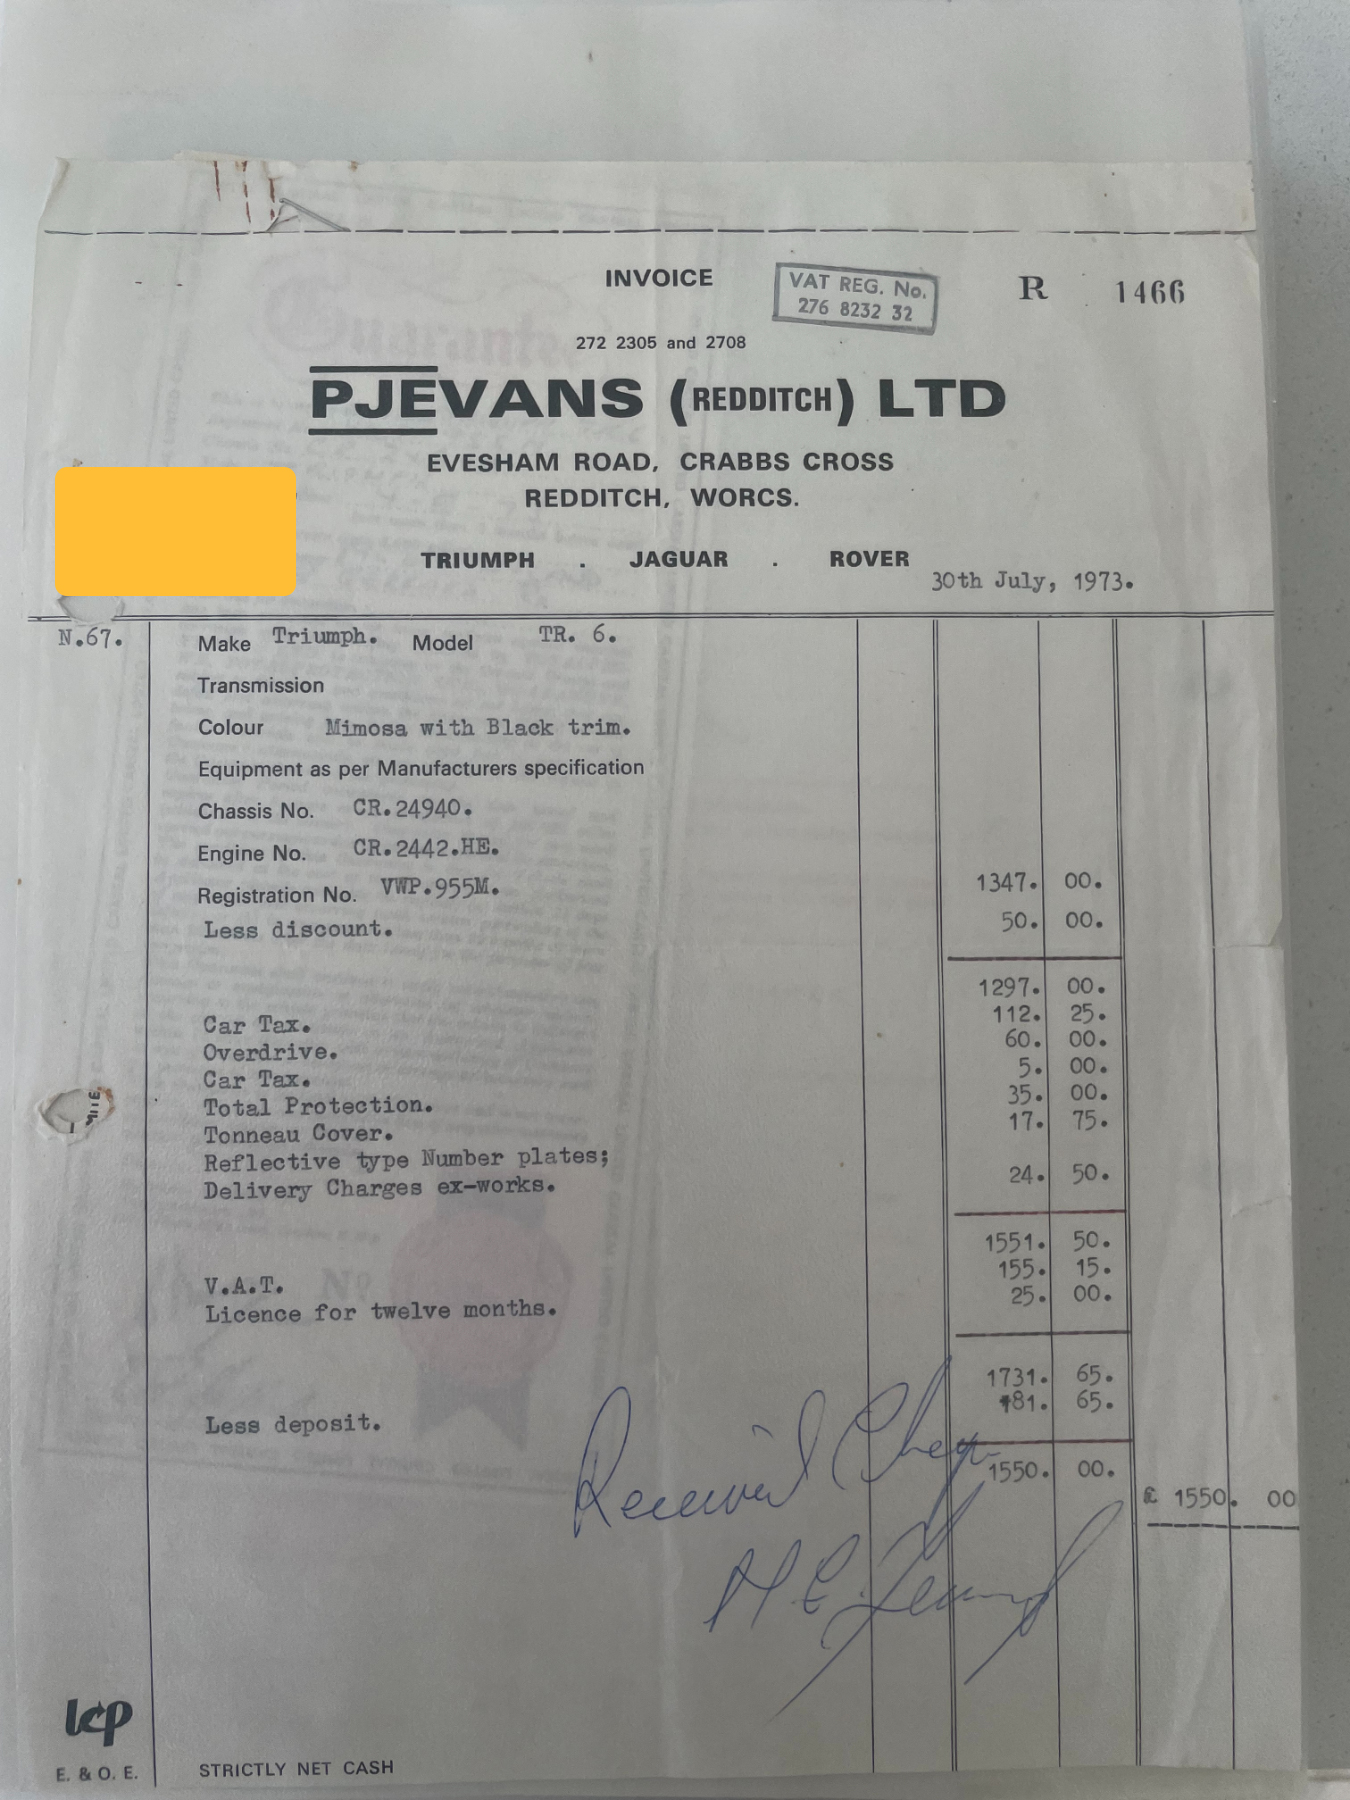 INVOICE
VAT REG. No.
276 8232 32
R 1466
272 2305 and 2708
PJEVANS (REDDITCH) LTD
EVESHAM ROAD, CRABBS CROSS
REDDITCH, WORCS.
TRIUMPH . JAGUAR . ROVER
30th July, 1973.
N.67. Make Triumph. Model TR. 6.
Transmission
Colour Mimosa with Black trim.
Equipment as per Manufacturers specification
Chassis No. CR.24940.
Engine No. CR.2442.HE.
Registration No. VWP.955M. 1347. 00.
Less discount. 50. 00.
1297. 00.
Car Tax. 112. 25.
Overdrive. 60. 00.
Car Tax. 5. 00.
Total Protection. 35. 00.
Tonneau Cover. 17. 75.
Reflective type Number plates;
Delivery Charges ex-works. 24. 50.
1551. 50.
V.A.T. 155. 15.
Licence for twelve months. 25. 00.
1731. 65.
Less deposit. 181. 65.
1550. 00.
£ 1550. 00
Received Cheque
lcp
E. & O. E.
STRICTLY NET CASH